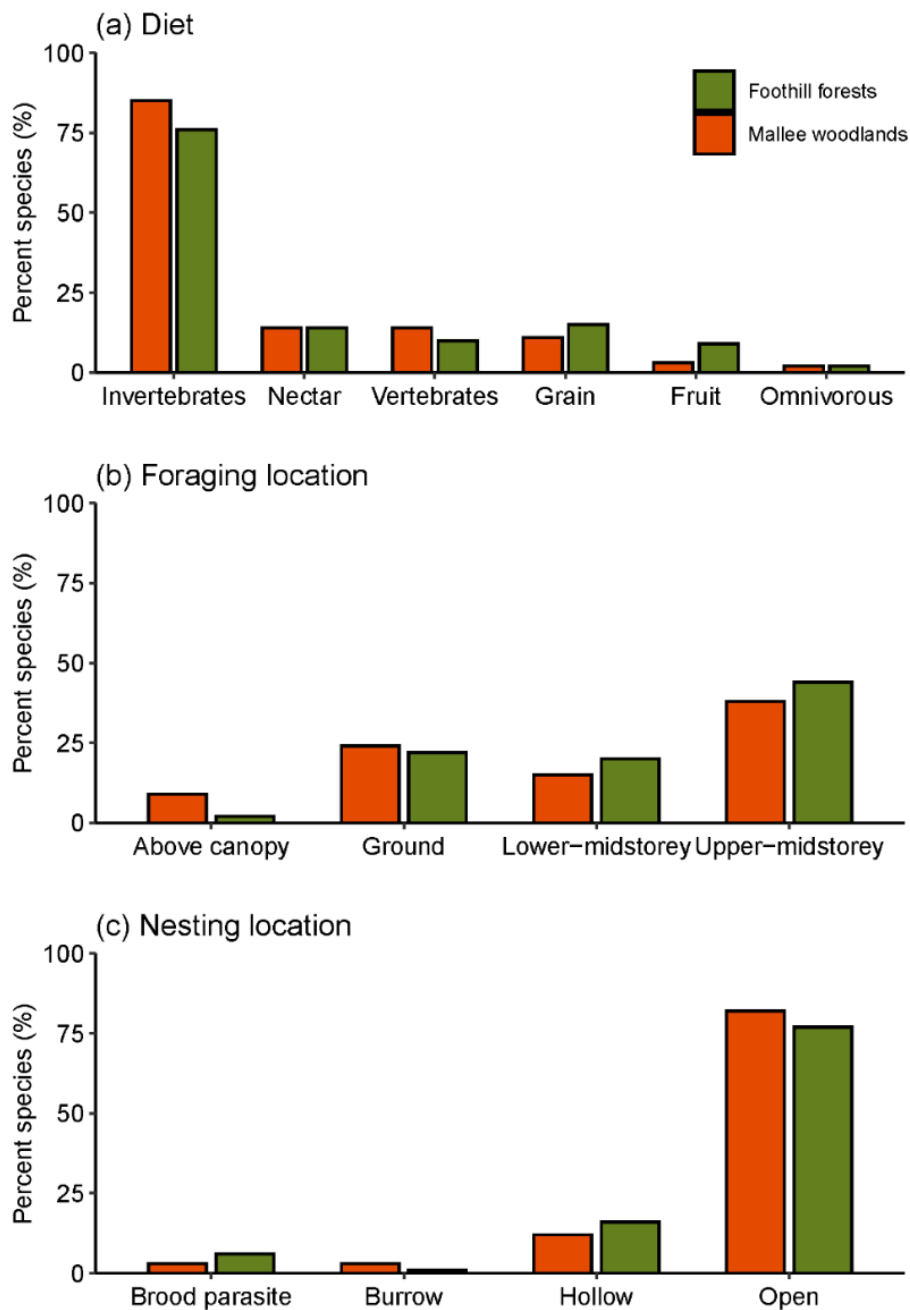 (a) Diet
Percent species (%)
100
75
50
25
0
Foothill forests
Mallee woodlands
Invertebrates Nectar Vertebrates Grain Fruit Omnivorous
(b) Foraging location
Percent species (%)
100
75
50
25
0
Above canopy Ground Lower−midstorey Upper−midstorey
(c) Nesting location
Percent species (%)
100
75
50
25
0
Brood parasite Burrow Hollow Open